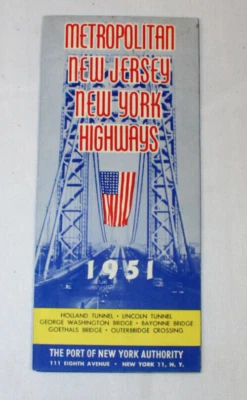 METROPOLITAN
NEW JERSEY
NEW YORK
HIGHWAYS
1951
HOLLAND TUNNEL • LINCOLN TUNNEL
GEORGE WASHINGTON BRIDGE • BAYONNE BRIDGE
GOETHALS BRIDGE • OUTERBRIDGE CROSSING
THE PORT OF NEW YORK AUTHORITY
111 EIGHTH AVENUE • NEW YORK 11, N. Y.